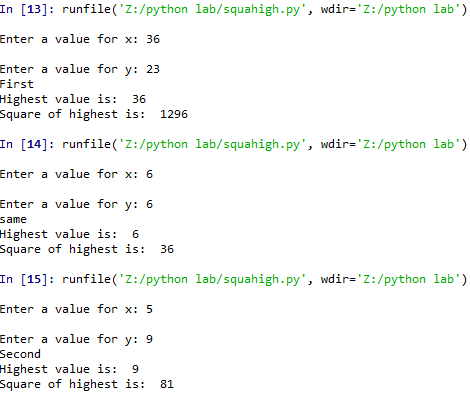 In [13]: runfile('Z:/python lab/squahigh.py', wdir='Z:/python lab')
Enter a value for x: 36
Enter a value for y: 23
First
Highest value is:  36
Square of highest is:  1296
In [14]: runfile('Z:/python lab/squahigh.py', wdir='Z:/python lab')
Enter a value for x: 6
Enter a value for y: 6
same
Highest value is:  6
Square of highest is:  36
In [15]: runfile('Z:/python lab/squahigh.py', wdir='Z:/python lab')
Enter a value for x: 5
Enter a value for y: 9
Second
Highest value is:  9
Square of highest is:  81